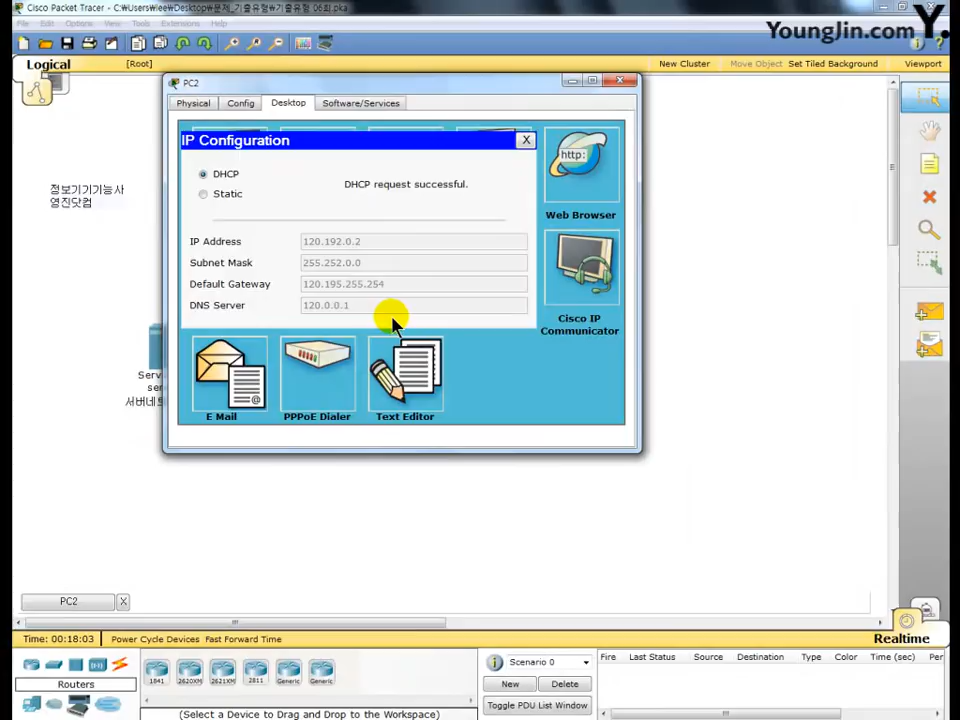 Cisco Packet Tracer - C:\Users\lee\Desktop\문제_기출유형\기출유형 06회.pka
File Edit Options View Tools Extensions Help
YoungJin.com Y.
Logical
[Root]
New Cluster
Move Object
Set Tiled Background
Viewport
PC2
Physical
Config
Desktop
Software/Services
IP Configuration
X
http:
DHCP
DHCP request successful.
Static
정보기기기능사
영진닷컴
Web Browser
IP Address
120.192.0.2
Subnet Mask
255.252.0.0
Default Gateway
120.195.255.254
DNS Server
120.0.0.1
Cisco IP
Communicator
Serv
ser
서버네트
E Mail
PPPoE Dialer
Text Editor
PC2
X
Time: 00:18:03
Power Cycle Devices Fast Forward Time
Realtime
Routers
1841
2620XM
2621XM
2811
Generic
Generic
Scenario 0
New
Delete
Toggle PDU List Window
Fire
Last Status
Source
Destination
Type
Color
Time (sec)
Per
(Select a Device to Drag and Drop to the Workspace)